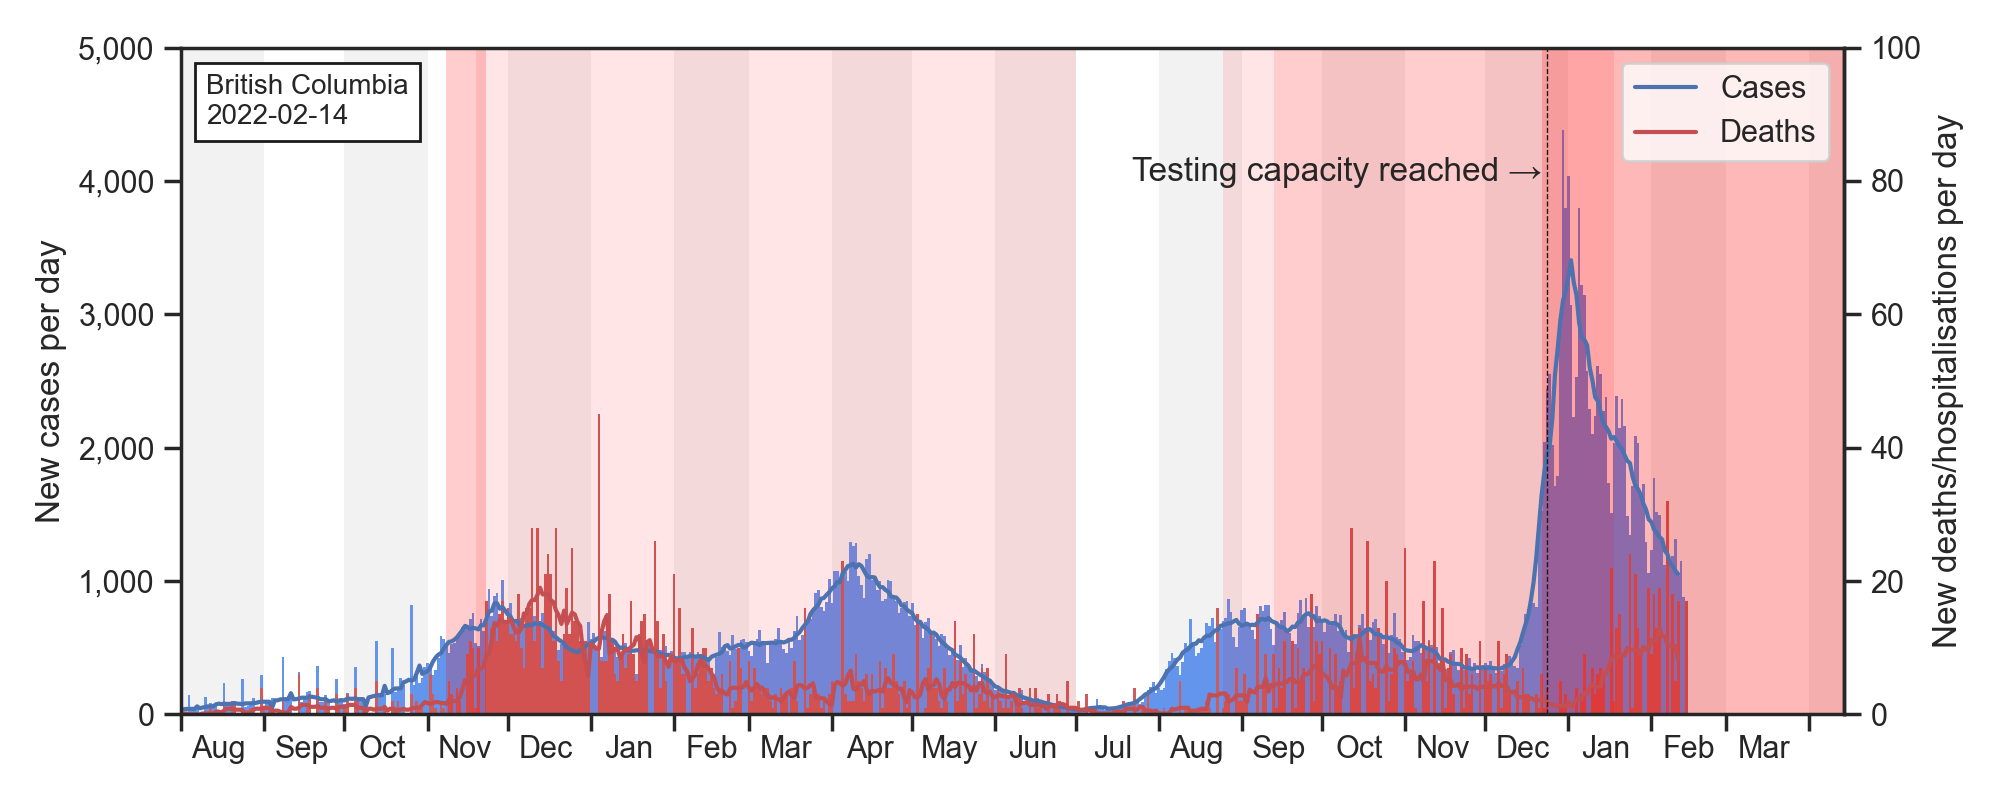 British Columbia
2022-02-14
Cases
Deaths
Testing capacity reached →
New cases per day
5,000
4,000
3,000
2,000
1,000
0
100
80
60
40
20
0
New deaths/hospitalisations per day
Aug Sep Oct Nov Dec Jan Feb Mar Apr May Jun Jul Aug Sep Oct Nov Dec Jan Feb Mar